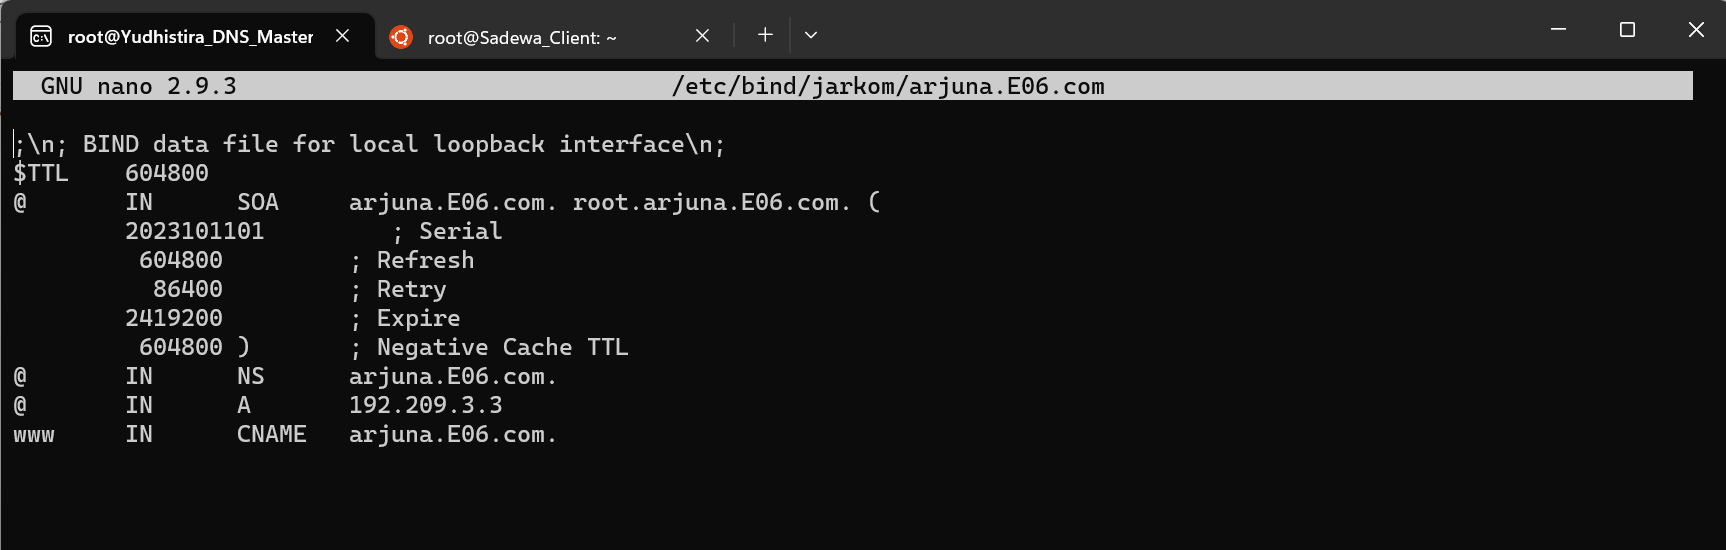 root@Yudhistira_DNS_Master
root@Sadewa_Client: ~
GNU nano 2.9.3 /etc/bind/jarkom/arjuna.E06.com
;\n; BIND data file for local loopback interface\n;
$TTL 604800
@ IN SOA arjuna.E06.com. root.arjuna.E06.com. (
2023101101 ; Serial
604800 ; Refresh
86400 ; Retry
2419200 ; Expire
604800 ) ; Negative Cache TTL
@ IN NS arjuna.E06.com.
@ IN A 192.209.3.3
www IN CNAME arjuna.E06.com.